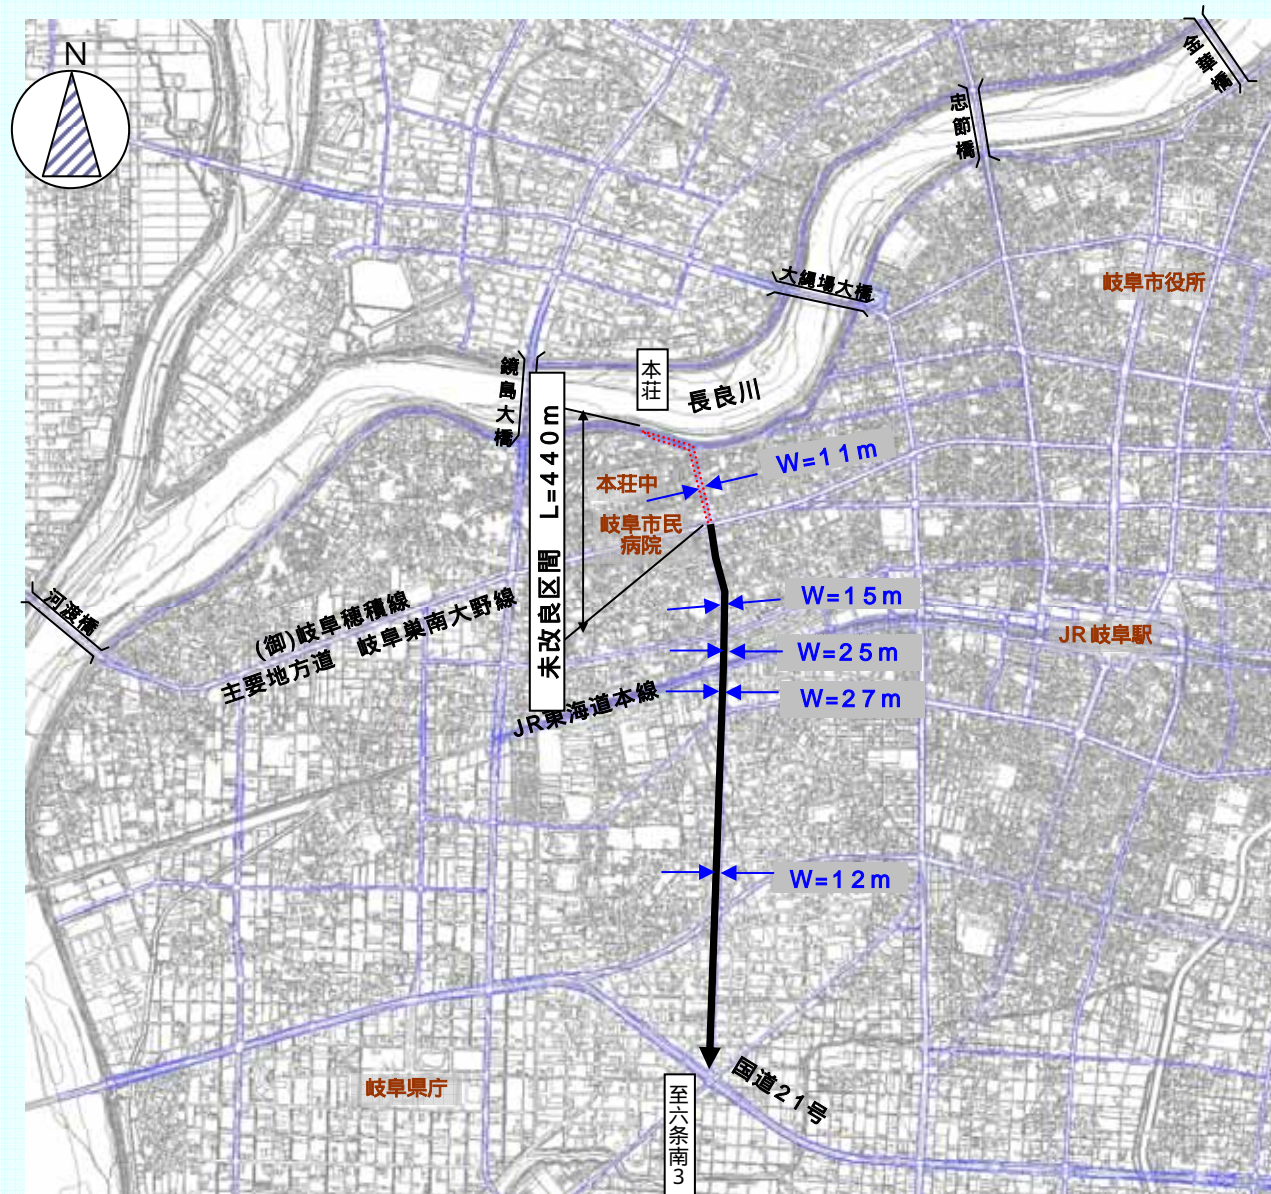 N
金華橋
忠節橋
岐阜市役所
大縄場大橋
鏡島大橋
本荘
長良川
未改良区間 L=440m
W=11m
本荘中
岐阜市民
病院
河渡橋
(御)岐阜穂積線
主要地方道 岐阜巣南大野線
W=15m
JR岐阜駅
W=25m
W=27m
JR東海道本線
W=12m
国道21号
岐阜県庁
至六条南3